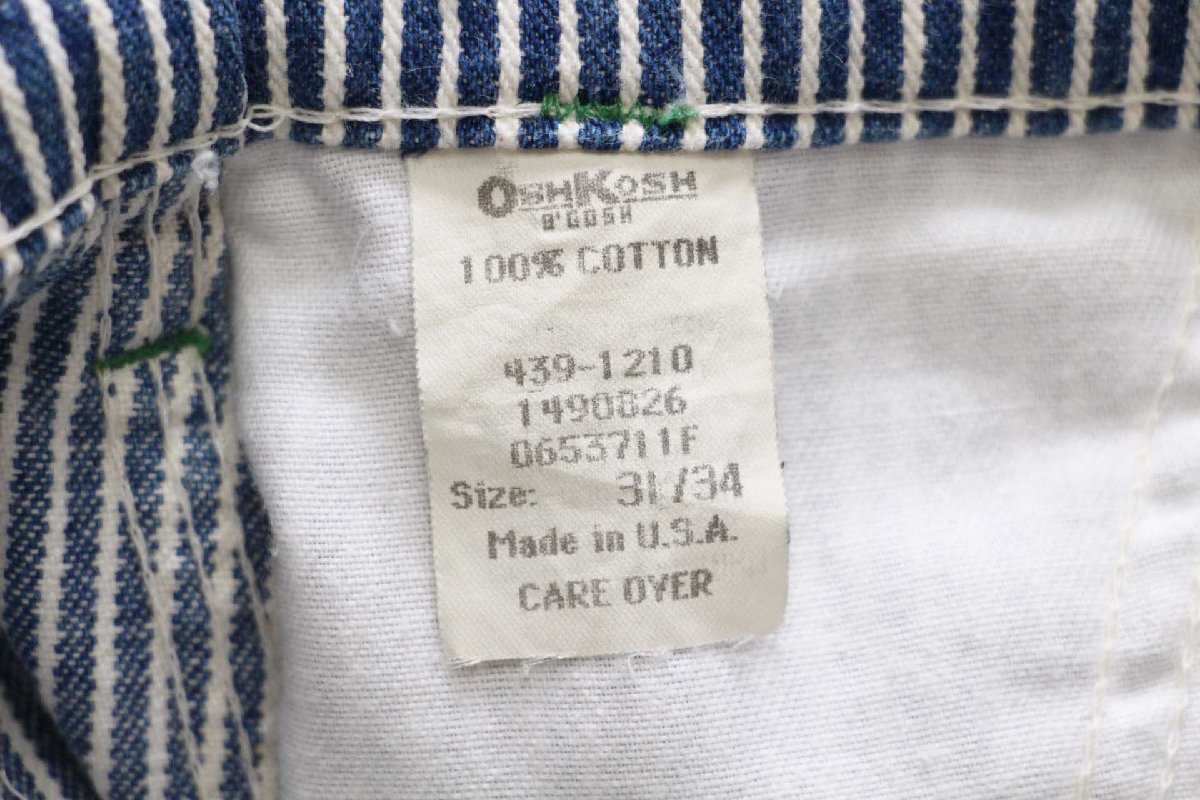 OSHKOSH
B'GOSH
100% COTTON
439-1210
1490826
0653711F
Size: 31/34
Made in U.S.A.
CARE OVER